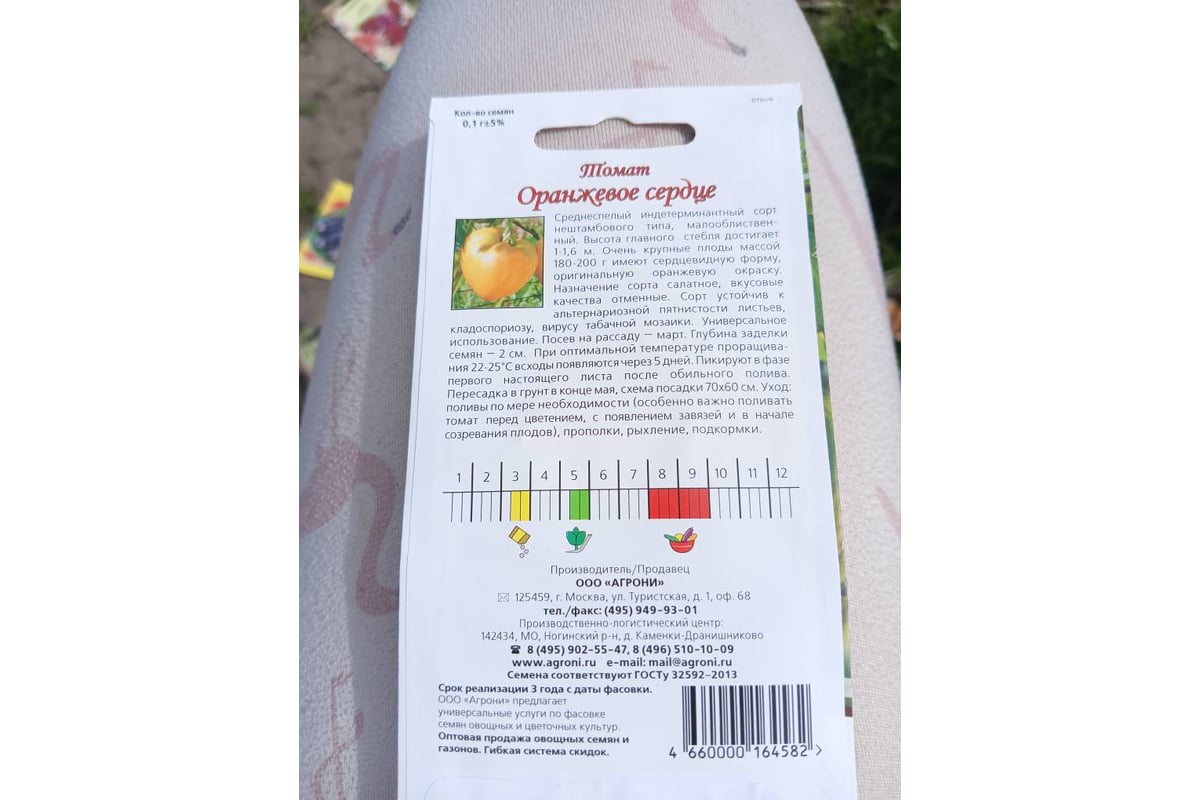 Кол-во семян
0,1 г±5%
Томат
Оранжевое сердце
Среднеспелый индетерминантный сорт
нештамбового типа, малооблиствен-
ный. Высота главного стебля достигает
1-1,6 м. Очень крупные плоды массой
180-200 г имеют сердцевидную форму,
оригинальную оранжевую окраску.
Назначение сорта салатное, вкусовые
качества отменные. Сорт устойчив к
альтернариозной пятнистости листьев,
кладоспориозу, вирусу табачной мозаики. Универсальное
использование. Посев на рассаду — март. Глубина заделки
семян — 2 см. При оптимальной температуре проращива-
ния 22-25°С всходы появляются через 5 дней. Пикируют в фазе
первого настоящего листа после обильного полива.
Пересадка в грунт в конце мая, схема посадки 70х60 см. Уход:
поливы по мере необходимости (особенно важно поливать
томат перед цветением, с появлением завязей и в начале
созревания плодов), прополки, рыхление, подкормки.
1 2 3 4 5 6 7 8 9 10 11 12
Производитель/Продавец
ООО «АГРОНИ»
125459, г. Москва, ул. Туристская, д. 1, оф. 68
тел./факс: (495) 949-93-01
Производственно-логистический центр:
142434, МО, Ногинский р-н, д. Каменки-Дранишниково
8 (495) 902-55-47, 8 (496) 510-10-09
www.agroni.ru e-mail: mail@agroni.ru
Семена соответствуют ГОСТу 32592-2013
Срок реализации 3 года с даты фасовки.
ООО «Агрони» предлагает
универсальные услуги по фасовке
семян овощных и цветочных культур.
Оптовая продажа овощных семян и
газонов. Гибкая система скидок.
4 660000 164582 >